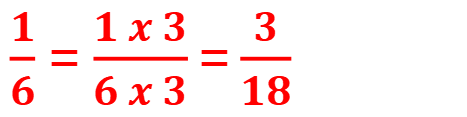 1/6 = 1 x 3/6 x 3 = 3/18